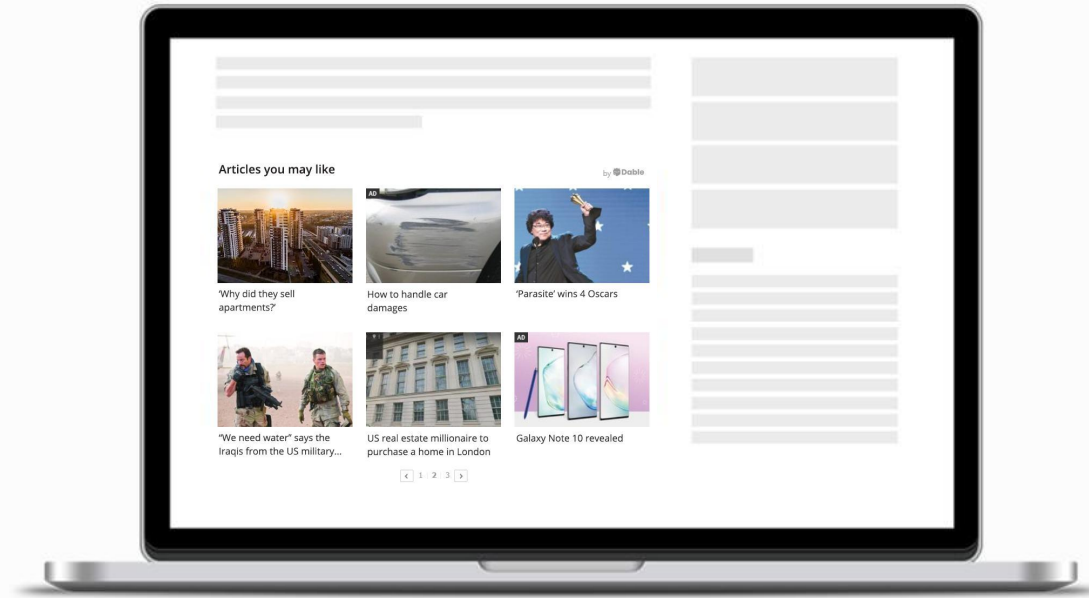 Articles you may like
by Dable
AD
'Why did they sell
apartments?'
How to handle car
damages
'Parasite' wins 4 Oscars
AD
"We need water" says the
Iraqis from the US military...
US real estate millionaire to
purchase a home in London
Galaxy Note 10 revealed
< 1 2 3 >